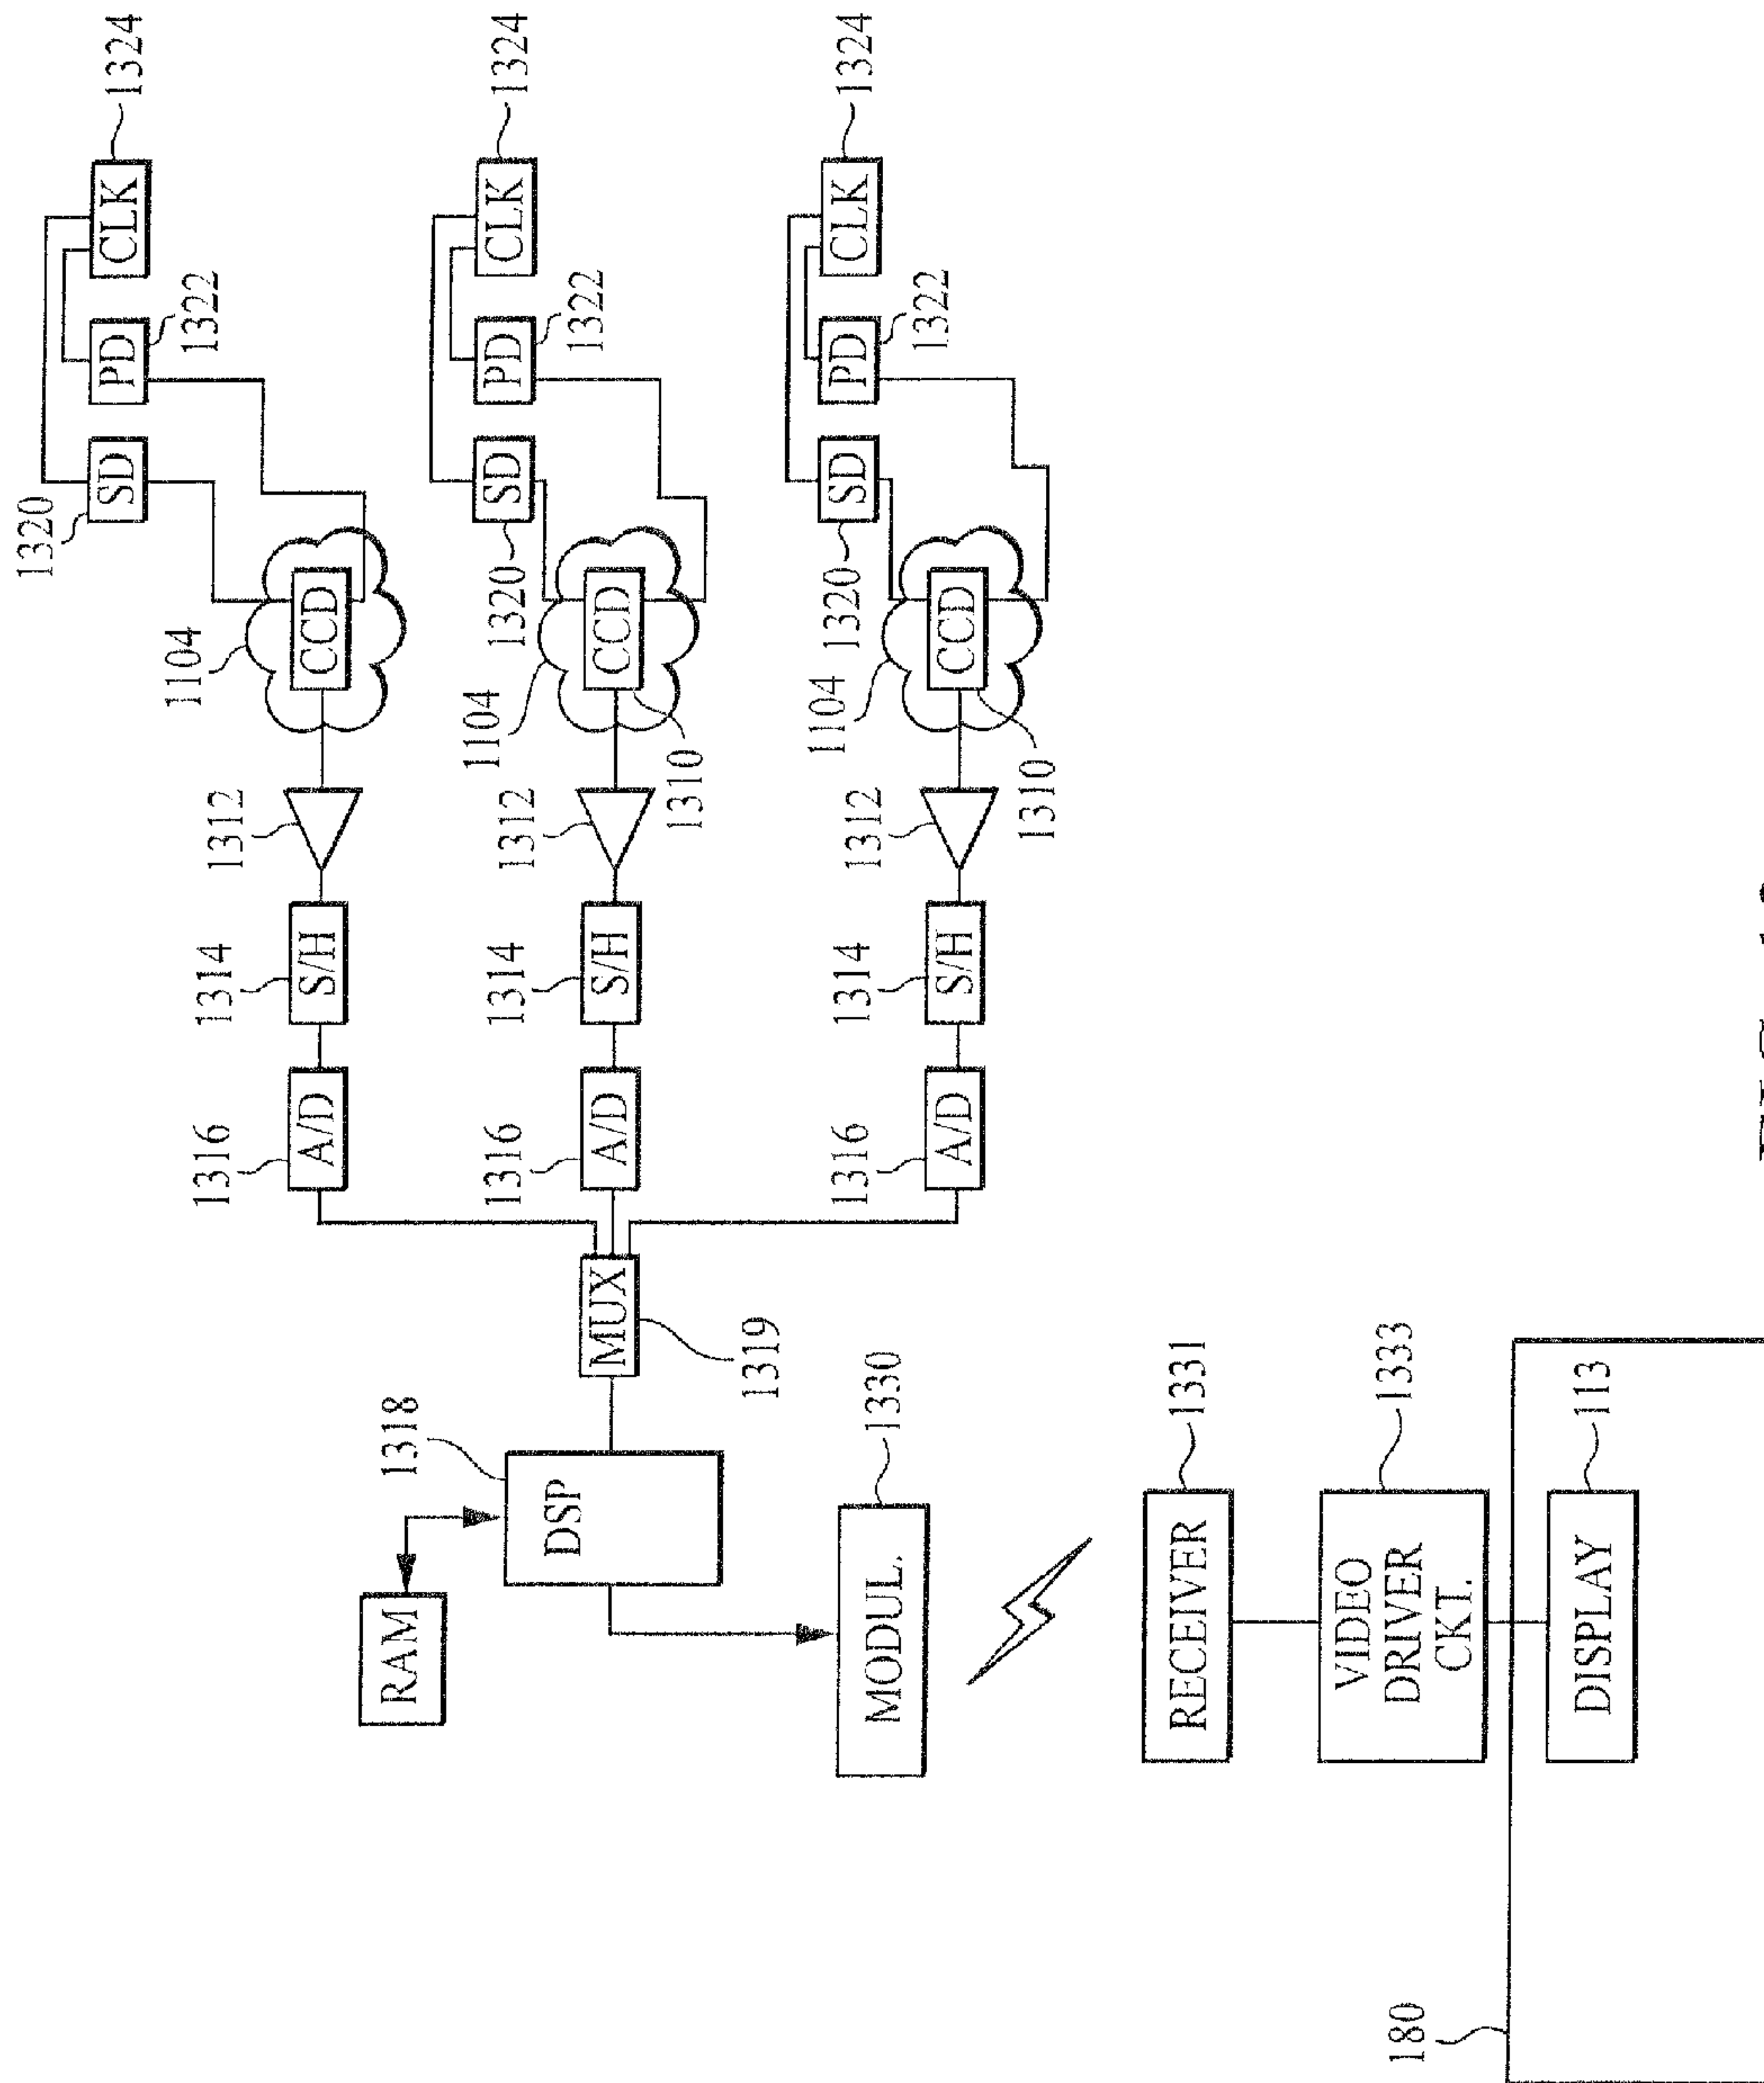 1320
SD
PD
1322
CLK
1324
1104
CCD
1312
1314
S/H
1316
A/D
1320
SD
PD
1322
CLK
1324
1104
CCD
1310
1312
1314
S/H
1316
A/D
1320
SD
PD
1322
CLK
1324
1104
CCD
1310
1312
1314
S/H
1316
A/D
MUX
1319
1318
DSP
RAM
MODUL.
1330
RECEIVER
1331
VIDEO
DRIVER
CKT.
1333
180
DISPLAY
113